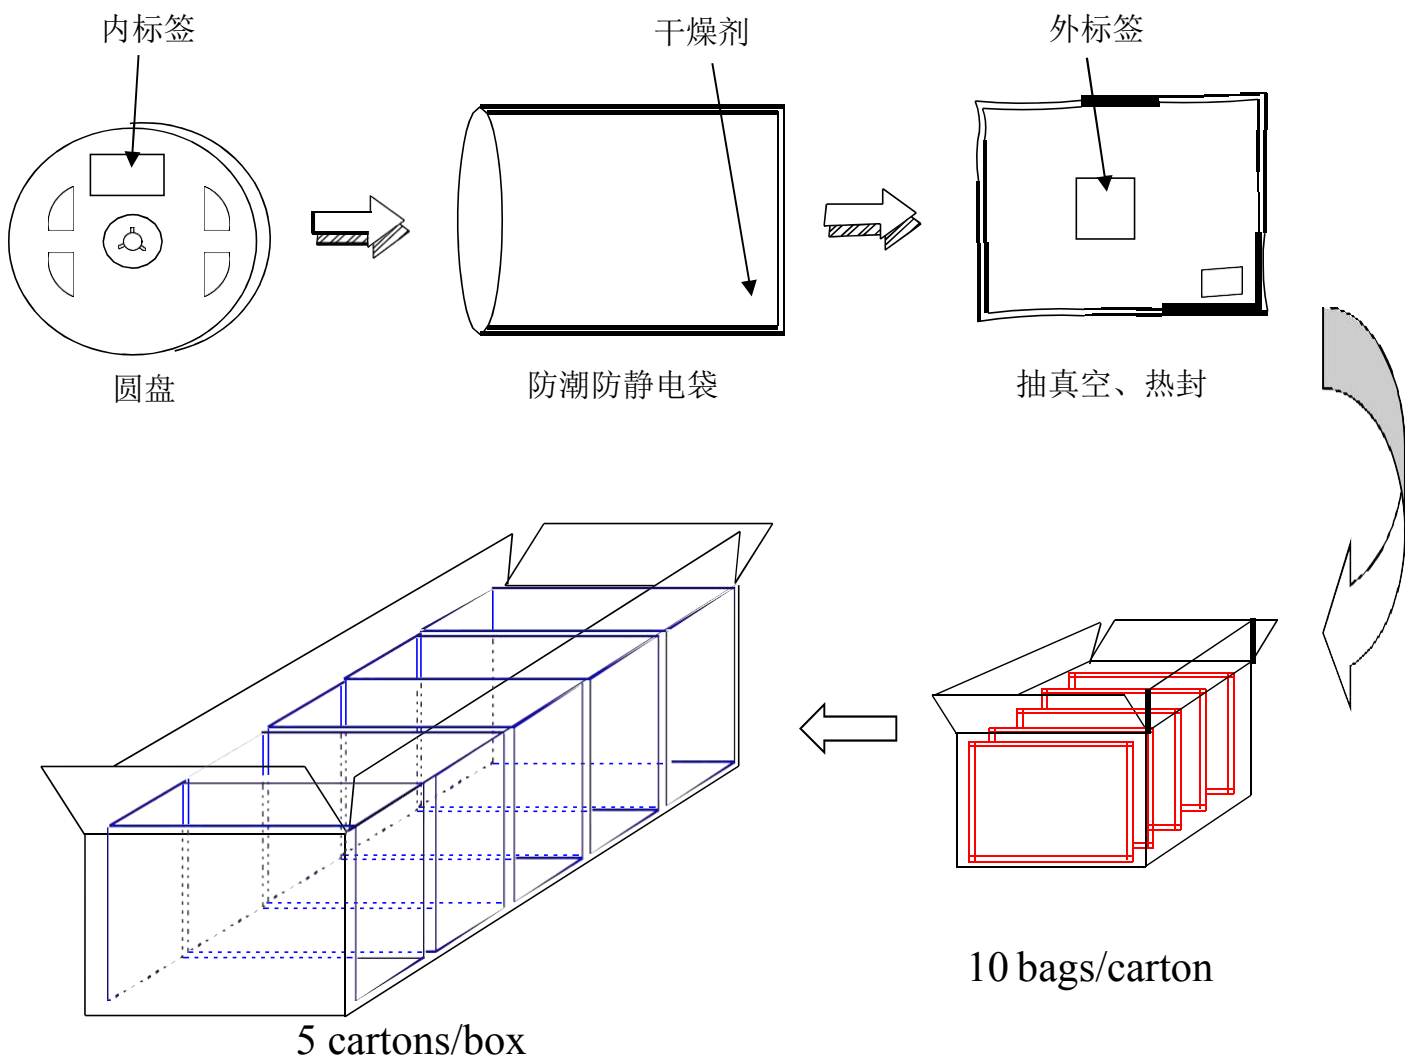 内标签
干燥剂
外标签
圆盘
防潮防静电袋
抽真空、热封
10 bags/carton
5 cartons/box